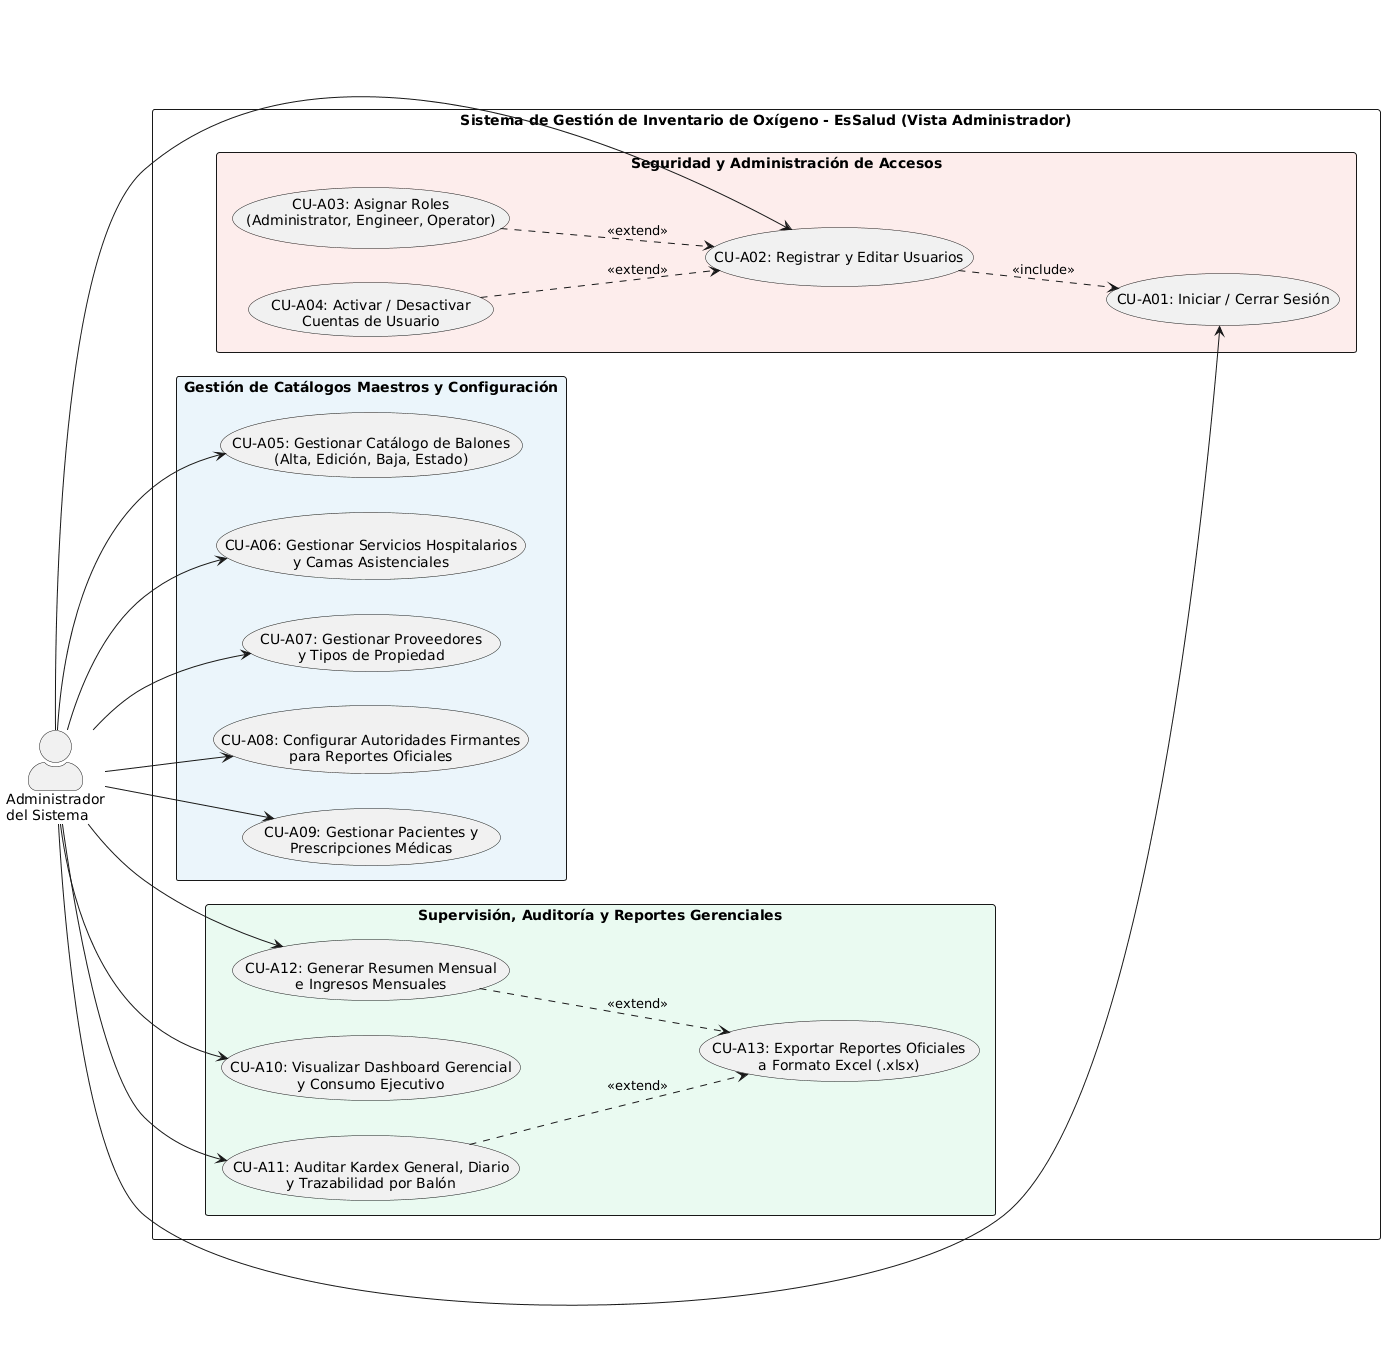 Sistema de Gestión de Inventario de Oxígeno - EsSalud (Vista Administrador)
Seguridad y Administración de Accesos
CU-A03: Asignar Roles
(Administrator, Engineer, Operator)
«extend»
CU-A02: Registrar y Editar Usuarios
«include»
CU-A01: Iniciar / Cerrar Sesión
«extend»
CU-A04: Activar / Desactivar
Cuentas de Usuario
Gestión de Catálogos Maestros y Configuración
CU-A05: Gestionar Catálogo de Balones
(Alta, Edición, Baja, Estado)
CU-A06: Gestionar Servicios Hospitalarios
y Camas Asistenciales
CU-A07: Gestionar Proveedores
y Tipos de Propiedad
CU-A08: Configurar Autoridades Firmantes
para Reportes Oficiales
Administrador
del Sistema
CU-A09: Gestionar Pacientes y
Prescripciones Médicas
Supervisión, Auditoría y Reportes Gerenciales
CU-A12: Generar Resumen Mensual
e Ingresos Mensuales
«extend»
CU-A13: Exportar Reportes Oficiales
a Formato Excel (.xlsx)
CU-A10: Visualizar Dashboard Gerencial
y Consumo Ejecutivo
«extend»
CU-A11: Auditar Kardex General, Diario
y Trazabilidad por Balón